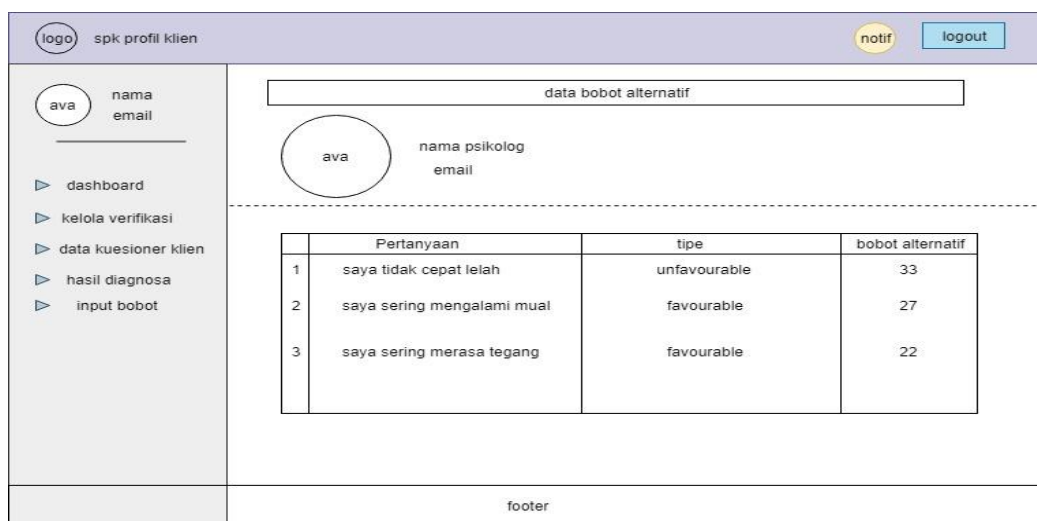 logo spk profil klien notif logout
ava nama
email
dashboard
kelola verifikasi
data kuesioner klien
hasil diagnosa
input bobot
data bobot alternatif
ava nama psikolog
email
Pertanyaan tipe bobot alternatif
1 saya tidak cepat lelah unfavourable 33
2 saya sering mengalami mual favourable 27
3 saya sering merasa tegang favourable 22
footer